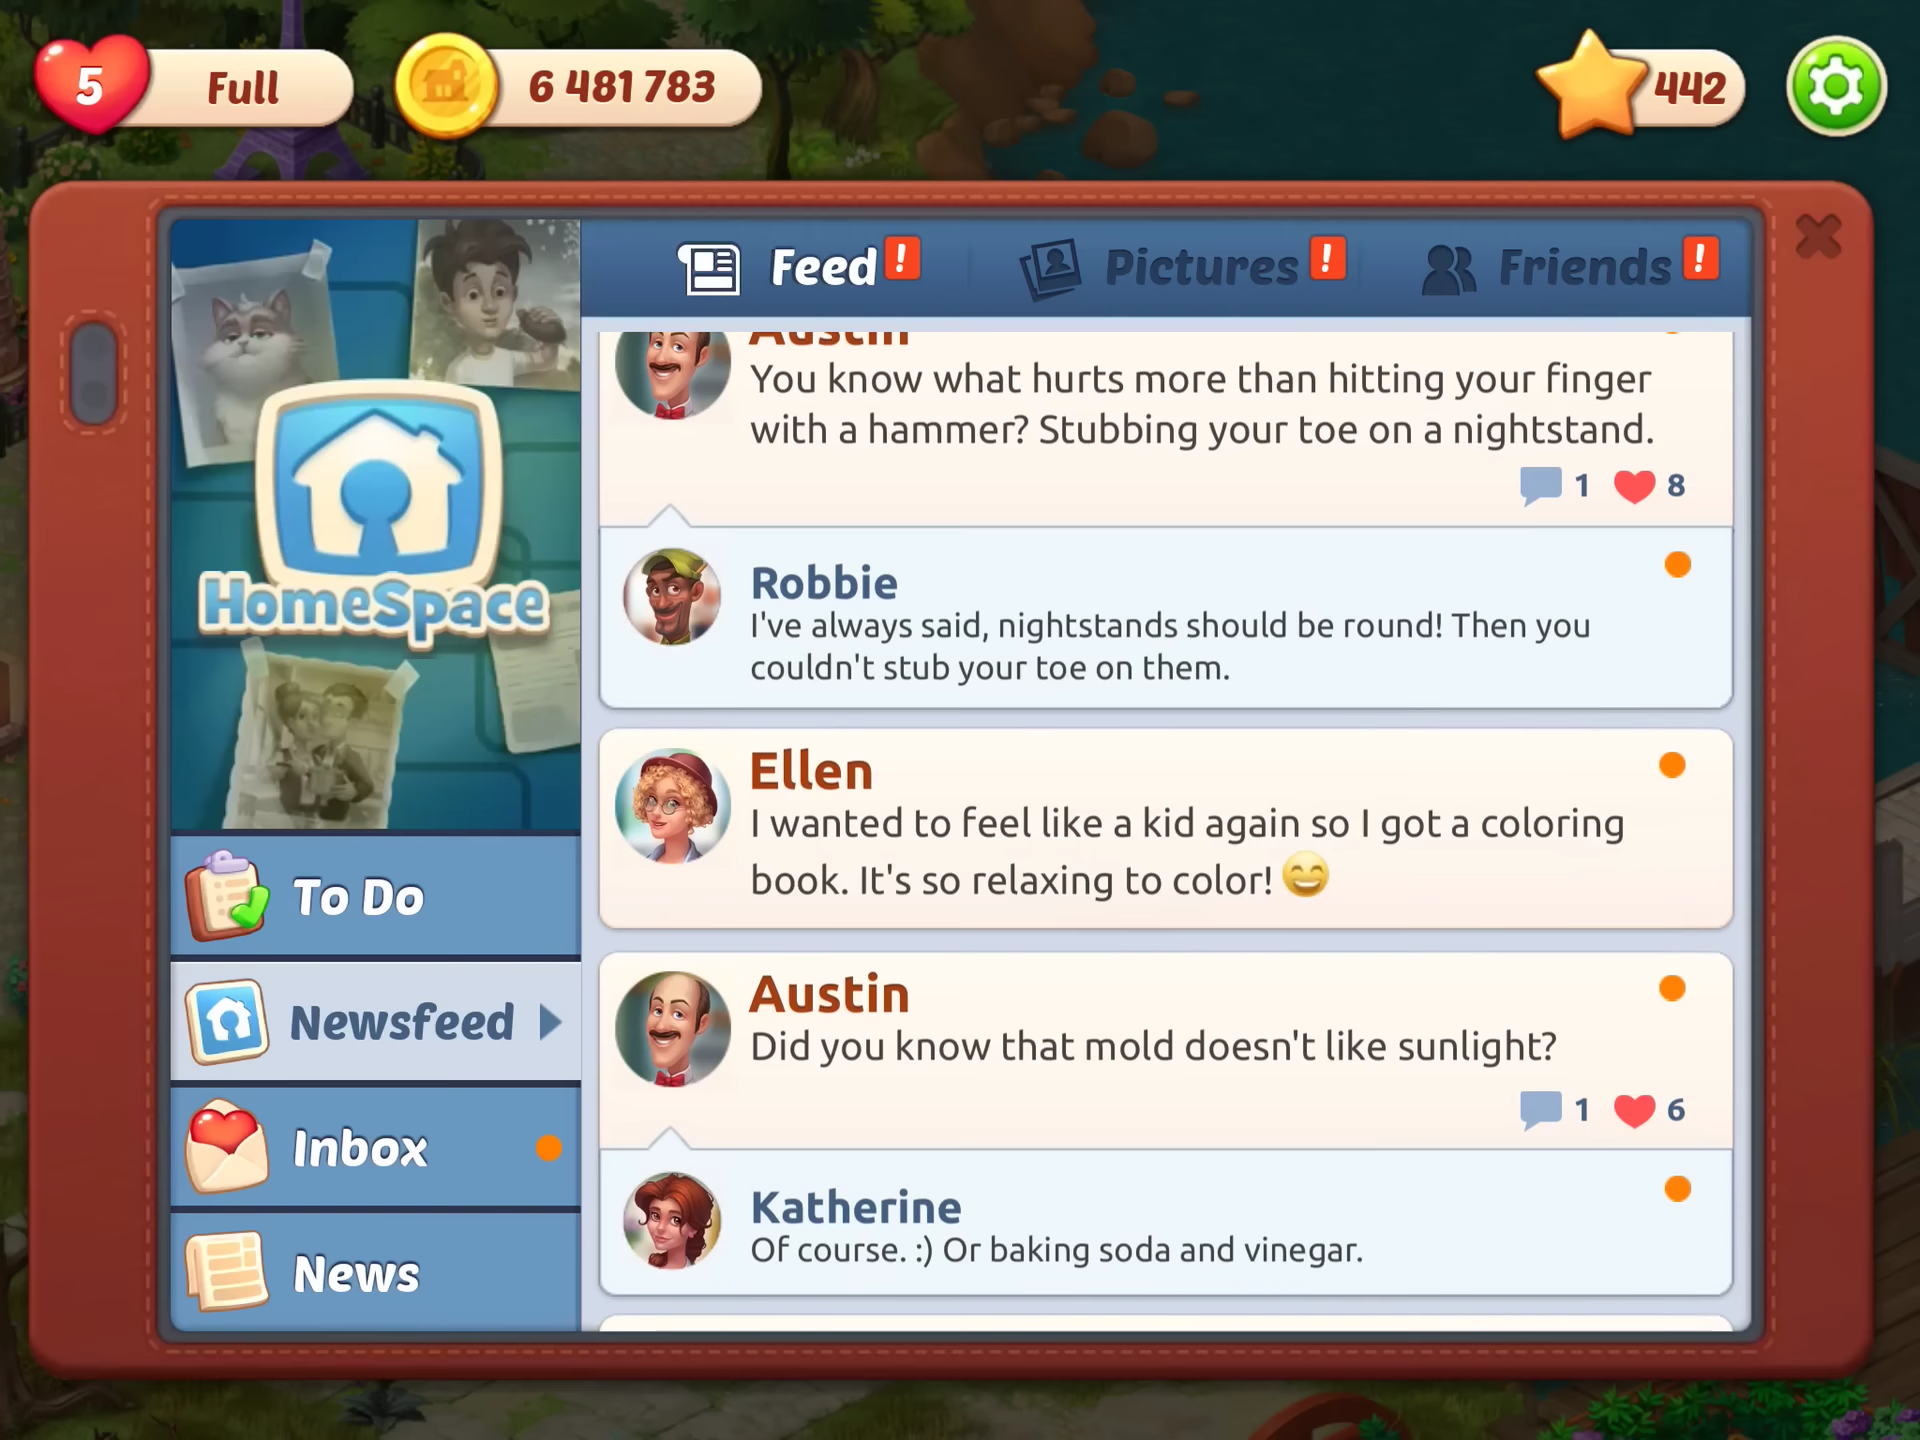 5
Full
6 481 783
442
Feed !
Pictures !
Friends !
HomeSpace
To Do
Newsfeed
Inbox
News
Austin
You know what hurts more than hitting your finger
with a hammer? Stubbing your toe on a nightstand.
1 8
Robbie
I've always said, nightstands should be round! Then you
couldn't stub your toe on them.
Ellen
I wanted to feel like a kid again so I got a coloring
book. It's so relaxing to color! 😄
Austin
Did you know that mold doesn't like sunlight?
1 6
Katherine
Of course. :) Or baking soda and vinegar.